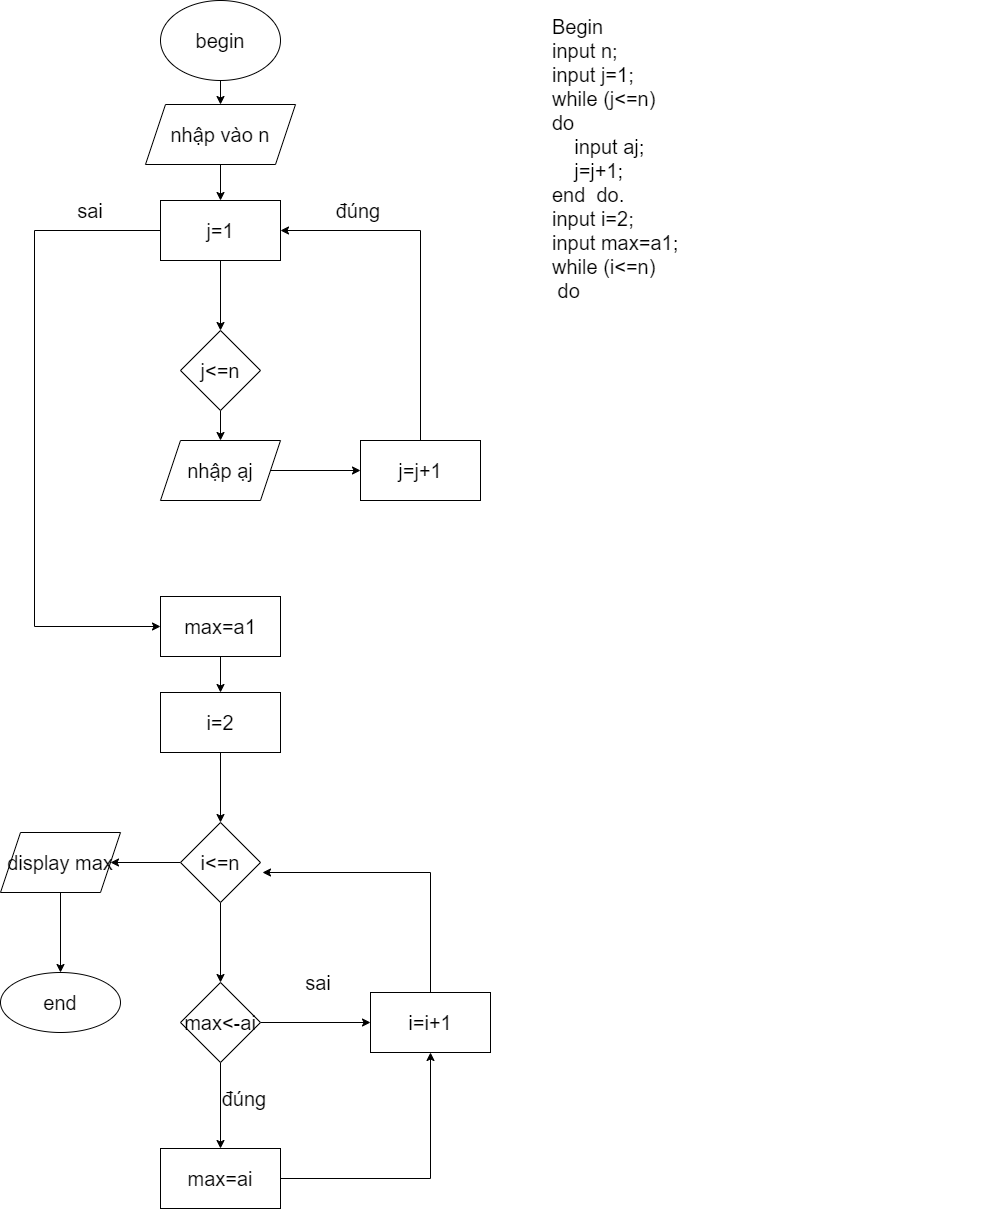 begin
nhập vào n
sai
đúng
j=1
j<=n
nhập ạj
j=j+1
max=a1
i=2
i<=n
display max
end
sai
max<-ai
i=i+1
đúng
max=ai
Begin
input n;
input j=1;
while (j<=n)
do
input aj;
j=j+1;
end  do.
input i=2;
input max=a1;
while (i<=n)
do